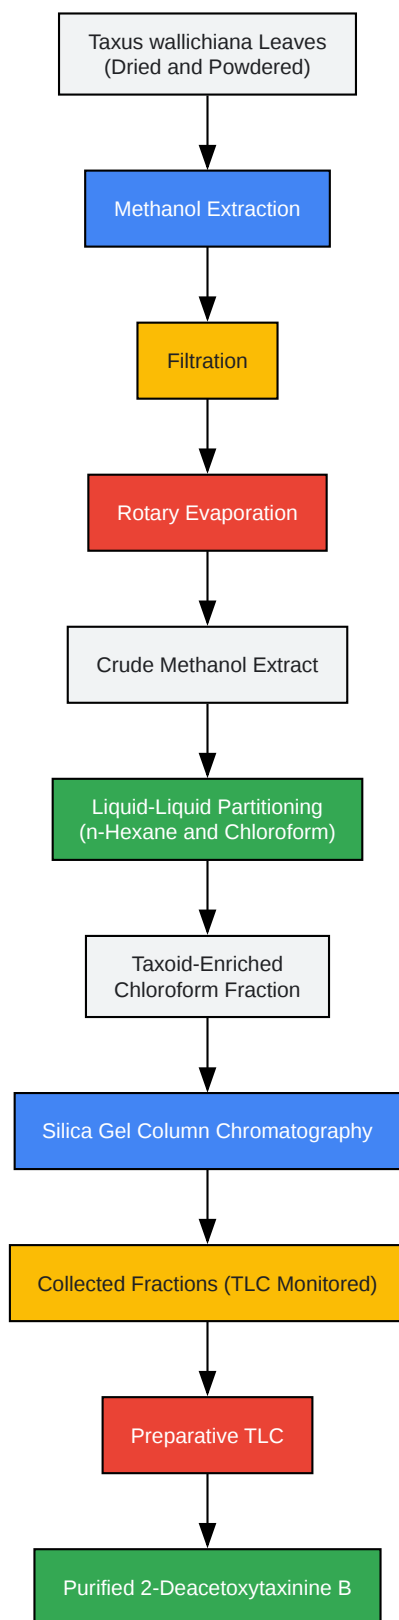 Taxus wallichiana Leaves
(Dried and Powdered)
Methanol Extraction
Filtration
Rotary Evaporation
Crude Methanol Extract
Liquid-Liquid Partitioning
(n-Hexane and Chloroform)
Taxoid-Enriched
Chloroform Fraction
Silica Gel Column Chromatography
Collected Fractions (TLC Monitored)
Preparative TLC
Purified 2-Deacetoxytaxinine B